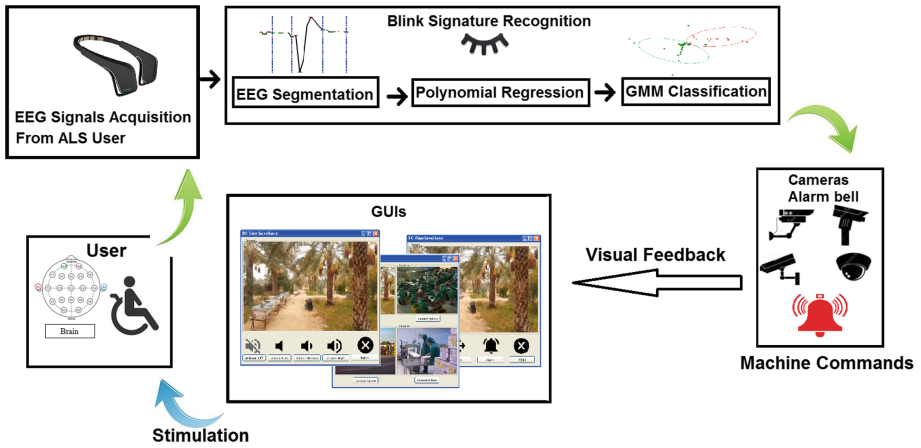 Blink Signature Recognition
EEG Segmentation
Polynomial Regression
GMM Classification
EEG Signals Acquisition
From ALS User
Cameras
Alarm bell
Machine Commands
Visual Feedback
GUIs
User
Brain
Stimulation